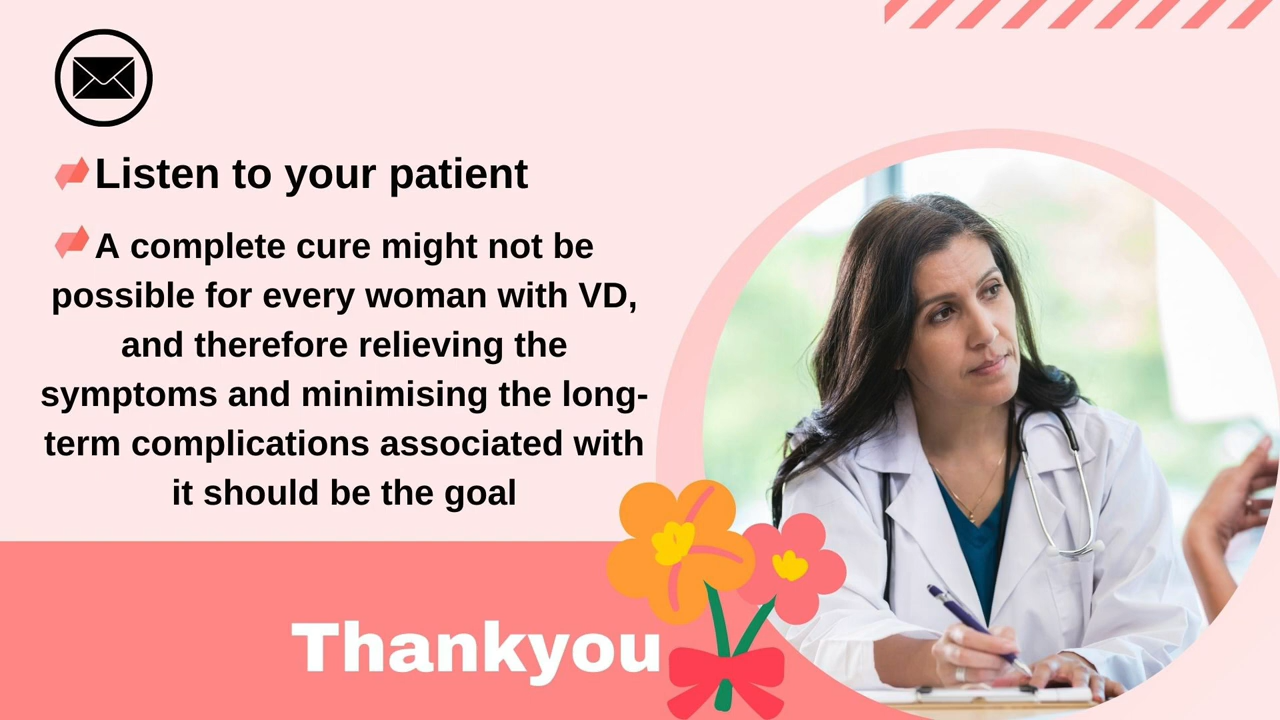 Listen to your patient
A complete cure might not be
possible for every woman with VD,
and therefore relieving the
symptoms and minimising the long-
term complications associated with
it should be the goal
Thankyou